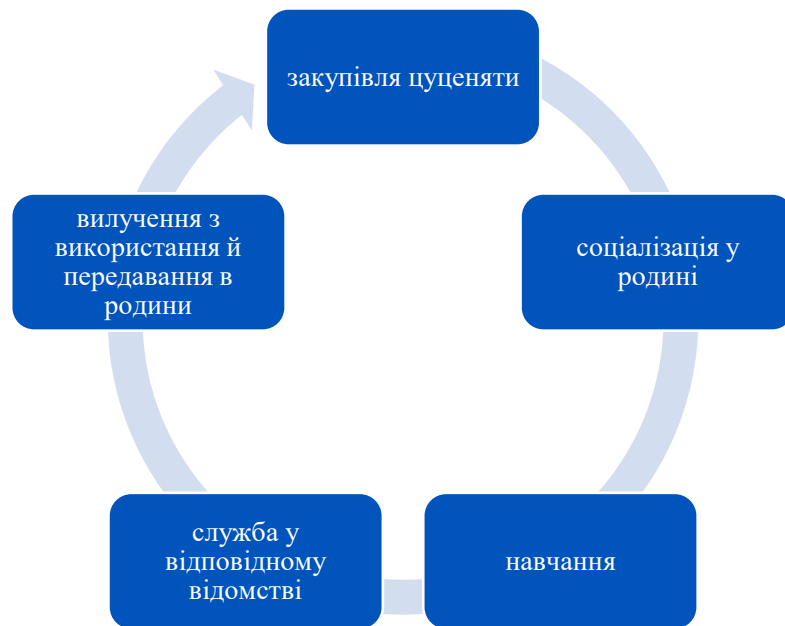 закупівля цуценяти
соціалізація у
родині
навчання
служба у
відповідному
відомстві
вилучення з
використання й
передавання в
родини